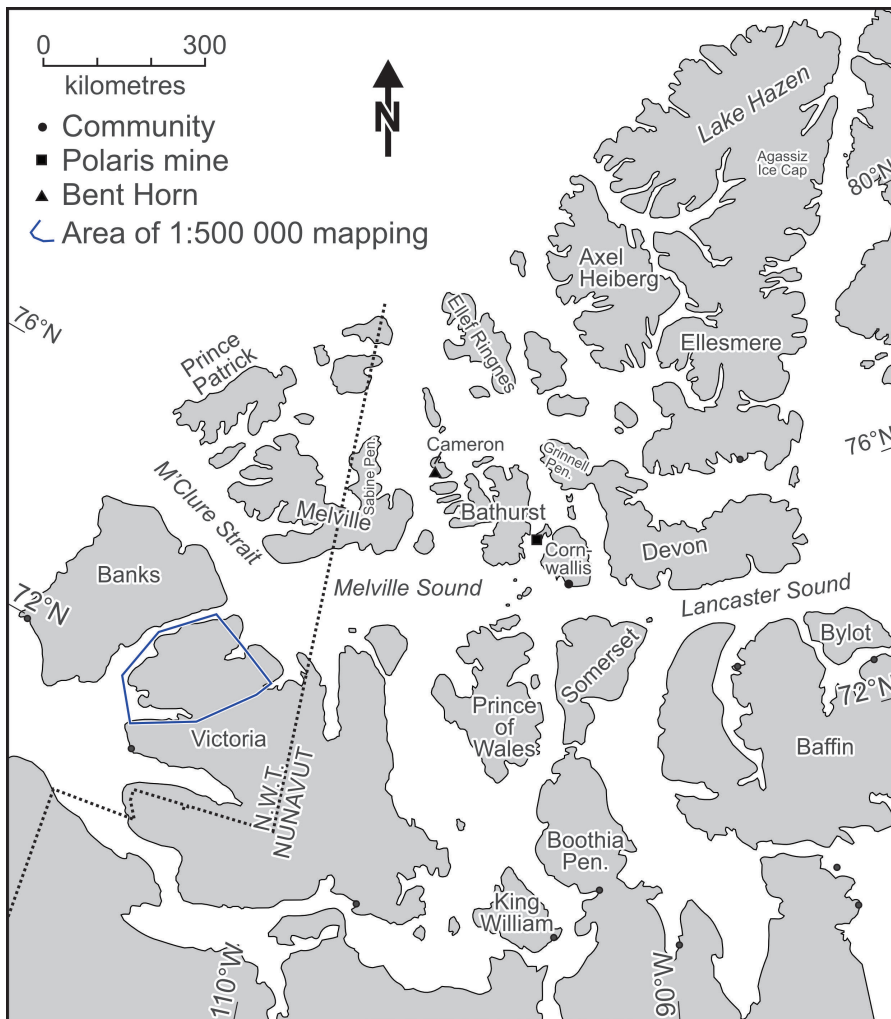 0 300
kilometres
N
Community
Polaris mine
Bent Horn
Area of 1:500 000 mapping
Lake Hazen
Agassiz
Ice Cap
80°N
Axel
Heiberg
76°N
Ellef Ringnes
Ellesmere
Prince
Patrick
Cameron
Grinnell
Pen.
76°N
Sabine Pen.
M'Clure Strait
Melville
Bathurst
Corn-
wallis
Devon
Banks
72°N
Melville Sound
Lancaster Sound
Bylot
Somerset
72°N
Prince
of
Wales
Victoria
Baffin
N.W.T.
NUNAVUT
Boothia
Pen.
King
William
110°W
90°W